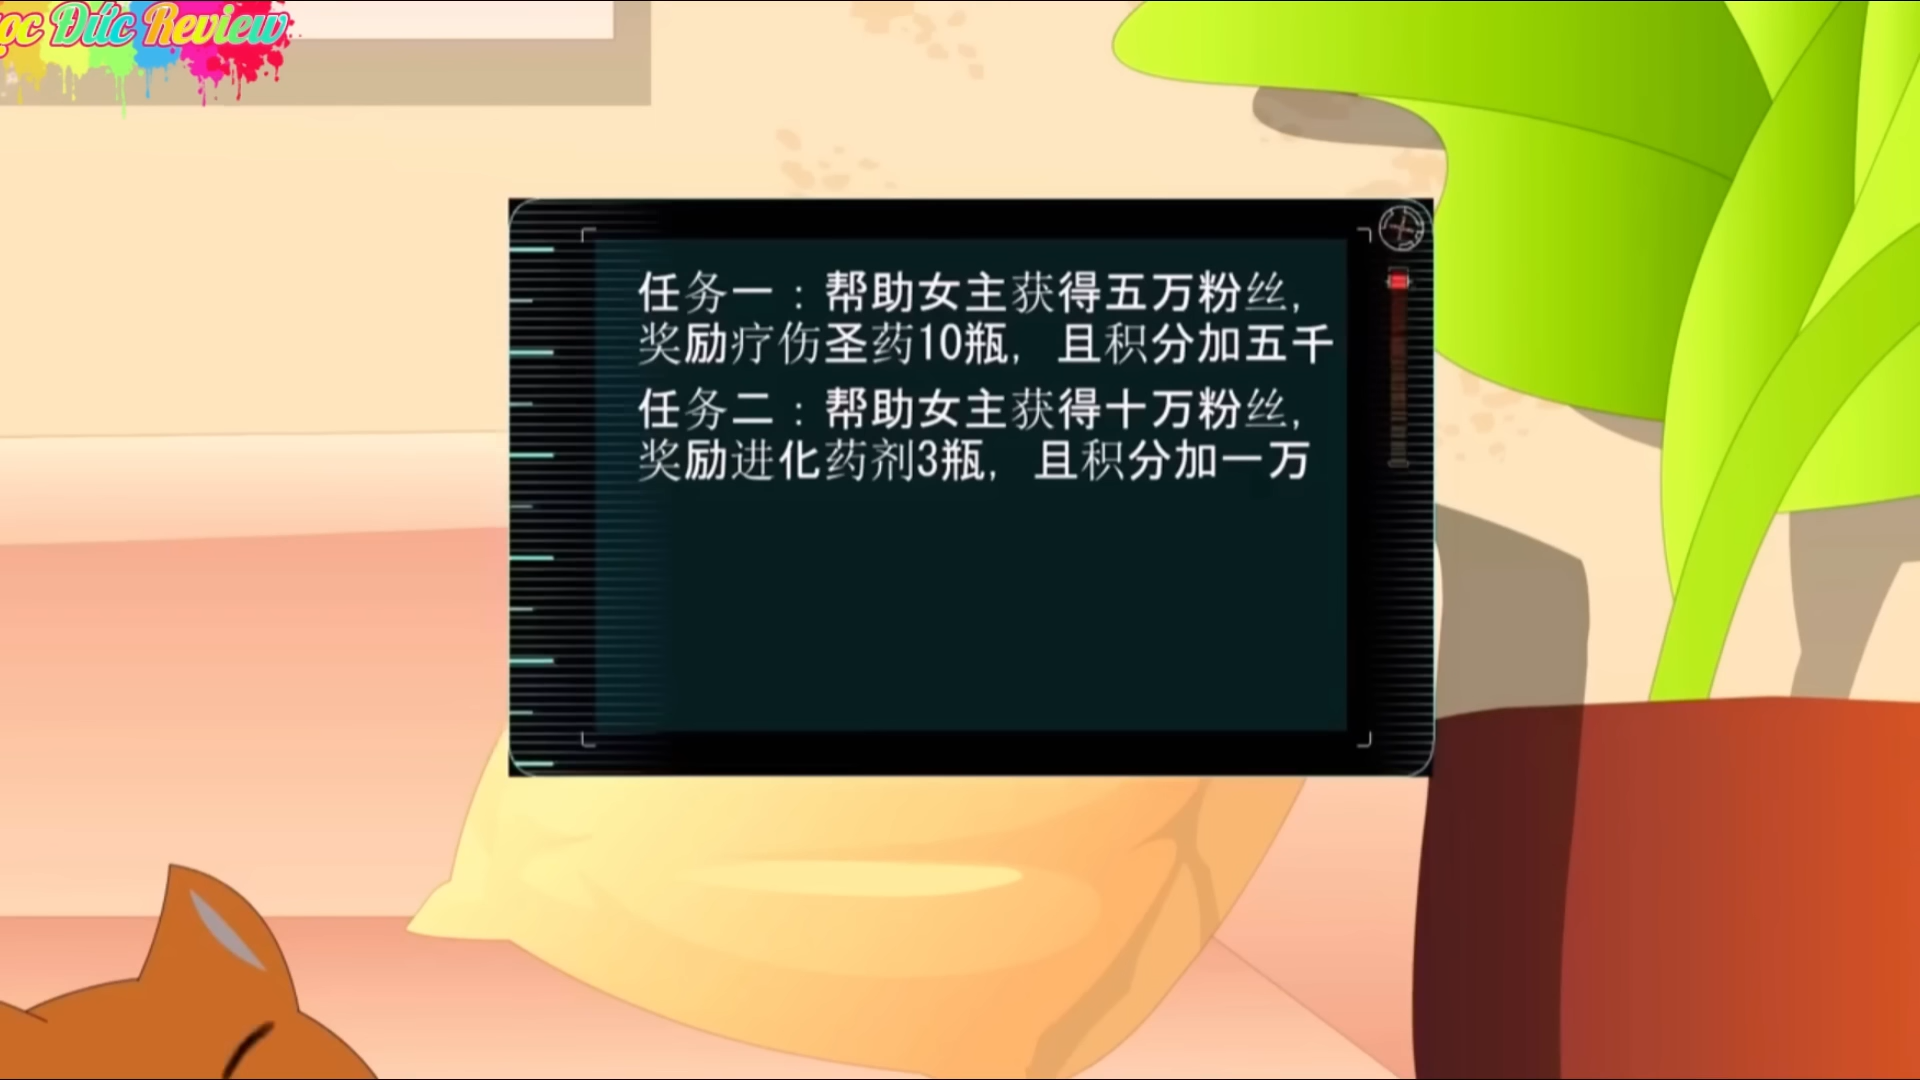 ọc Đức Review
任务一：帮助女主获得五万粉丝，
奖励疗伤圣药10瓶，且积分加五千
任务二：帮助女主获得十万粉丝，
奖励进化药剂3瓶，且积分加一万